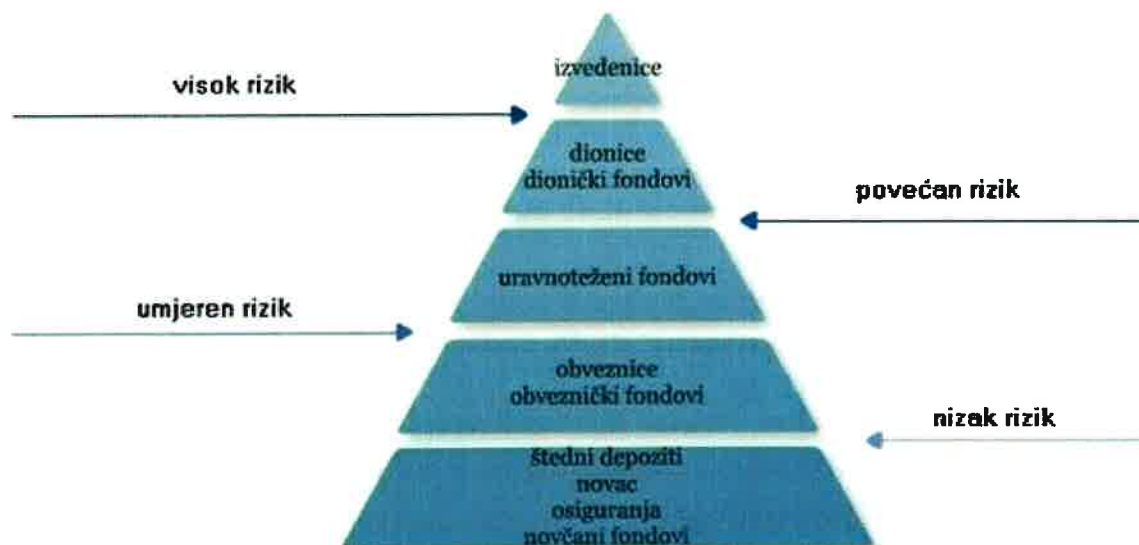 izvedenice
visok rizik
dionice
dionički fondovi
povećan rizik
uravnoteženi fondovi
umjeren rizik
obveznice
obveznički fondovi
nizak rizik
štedni depoziti
novac
osiguranja
novčani fondovi